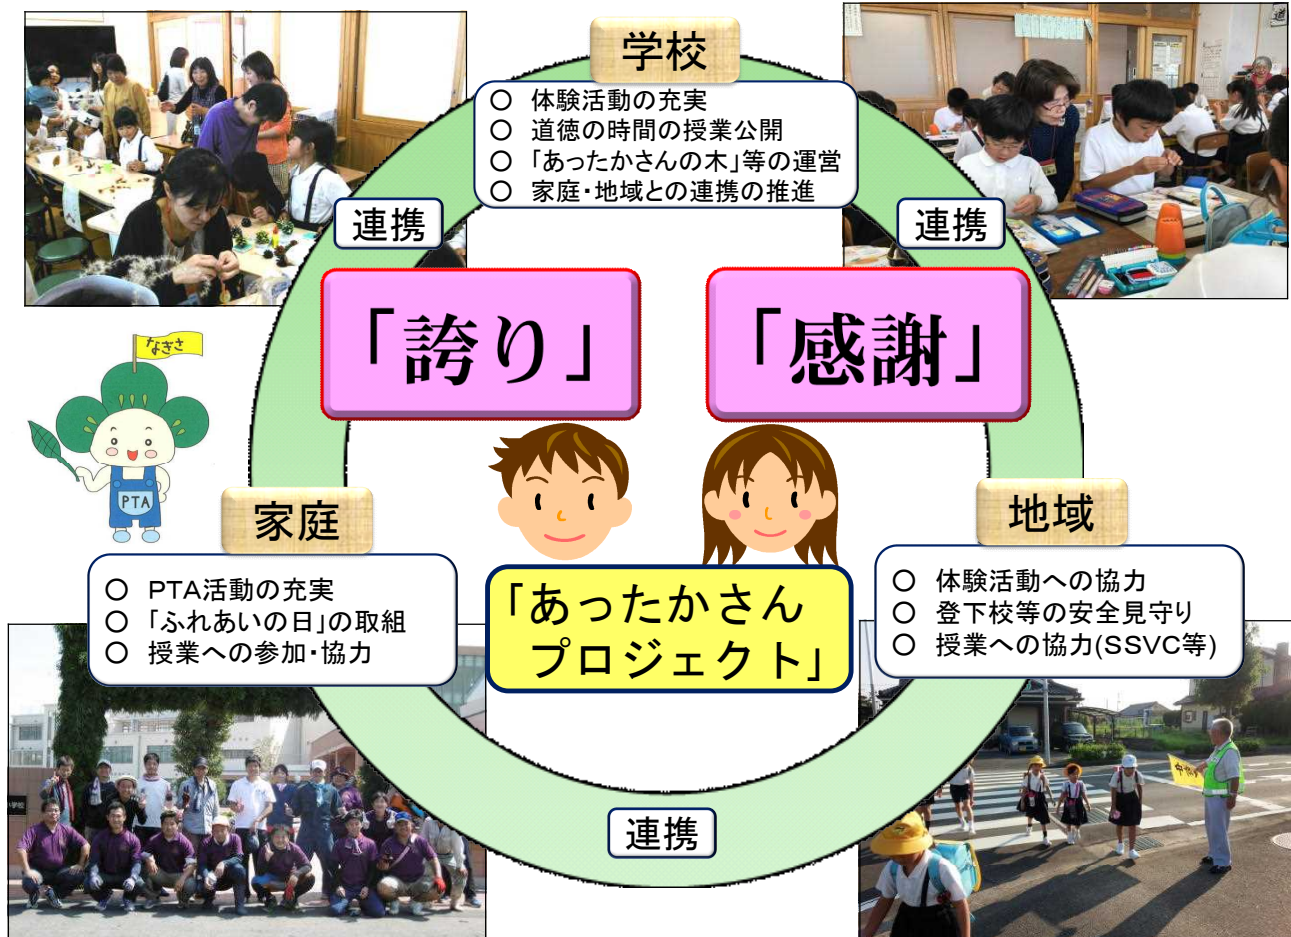 学校
○ 体験活動の充実
○ 道徳の時間の授業公開
○ 「あったかさんの木」等の運営
○ 家庭・地域との連携の推進
連携
連携
「誇り」
「感謝」
なぎさ
PTA
家庭
○ PTA活動の充実
○ 「ふれあいの日」の取組
○ 授業への参加・協力
地域
○ 体験活動への協力
○ 登下校等の安全見守り
○ 授業への協力(SSVC等)
「あったかさん
プロジェクト」
連携
小学校